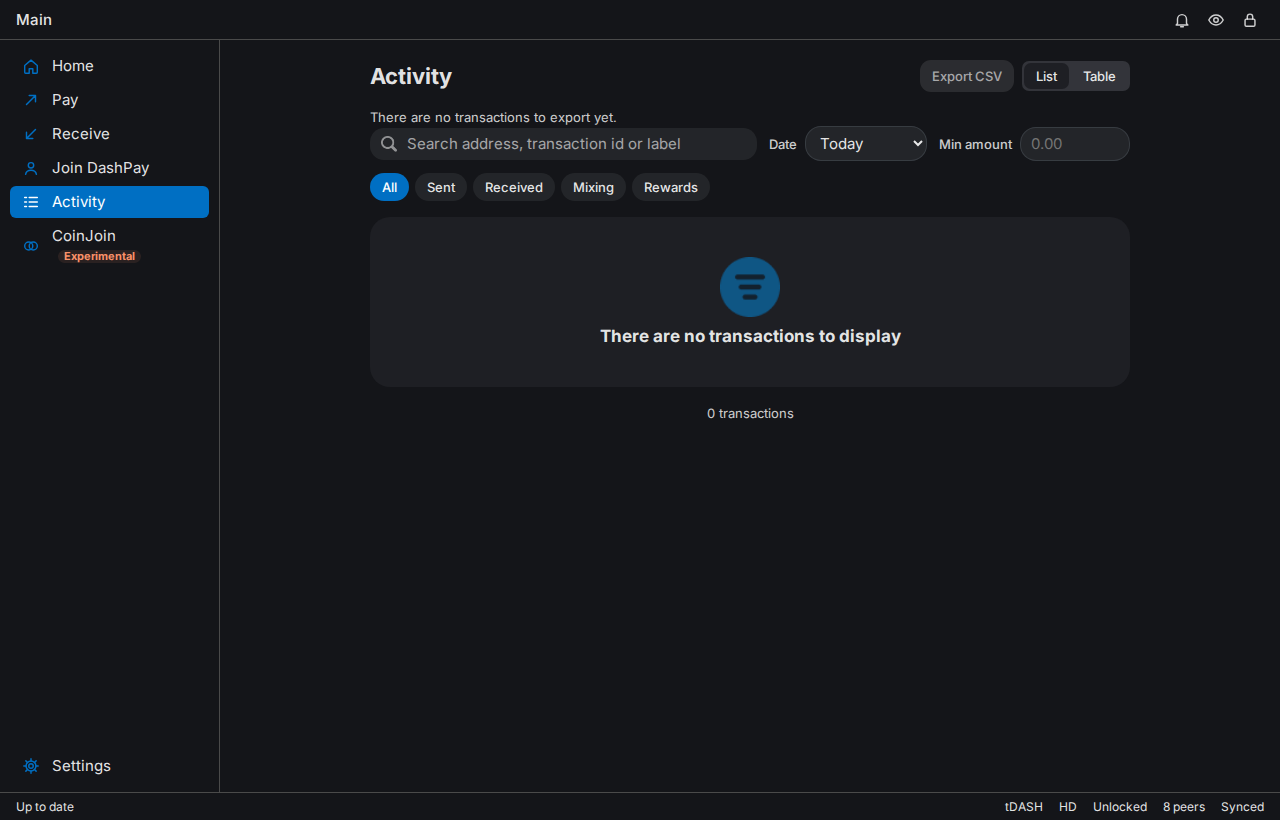 Main
Home
Pay
Receive
Join DashPay
Activity
CoinJoin
Experimental
Settings
Activity
Export CSV
List
Table
There are no transactions to export yet.
Search address, transaction id or label
Date
Today
Min amount
0.00
All
Sent
Received
Mixing
Rewards
There are no transactions to display
0 transactions
Up to date
tDASH
HD
Unlocked
8 peers
Synced